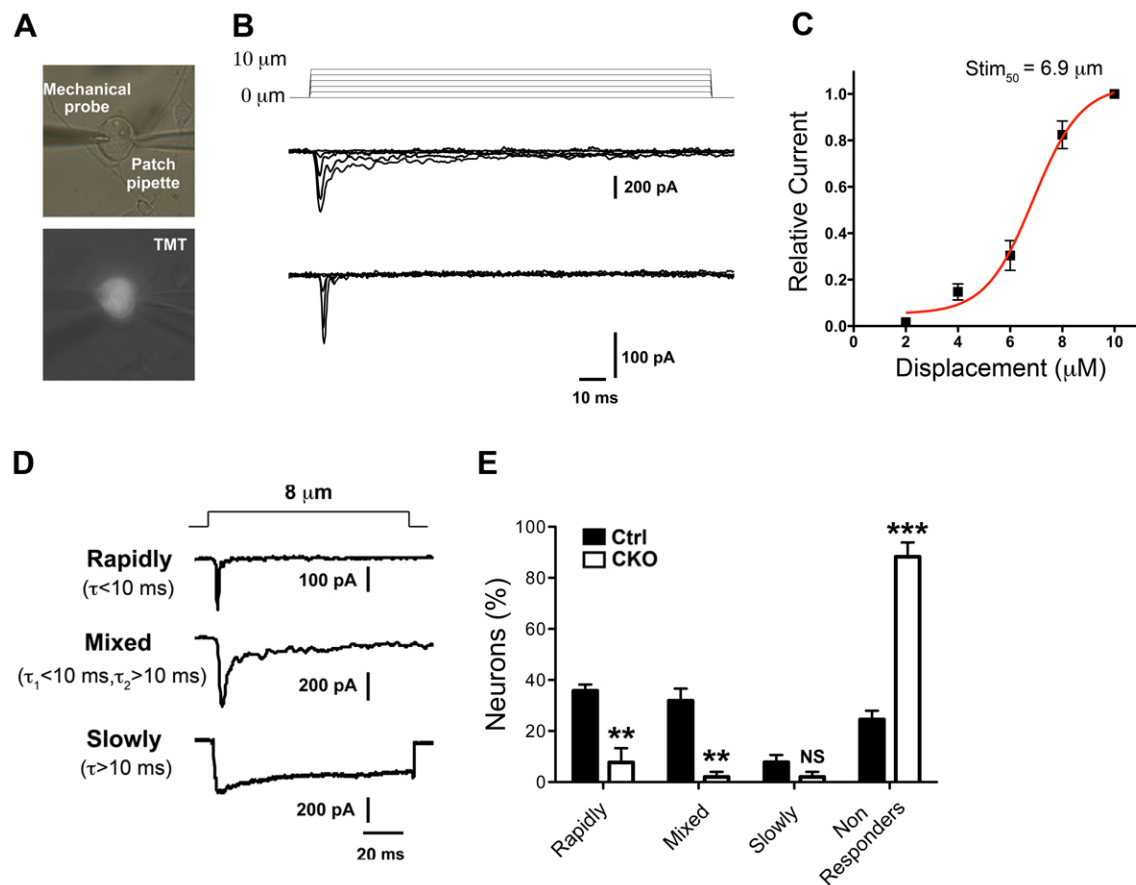 A
Mechanical
probe
Patch
pipette
TMT
B
10 μm
0 μm
200 pA
100 pA
10 ms
C
Stim50 = 6.9 μm
Relative Current
1.0
0.8
0.6
0.4
0.2
0.0
0 2 4 6 8 10
Displacement (μM)
D
8 μm
Rapidly
(τ<10 ms)
100 pA
Mixed
(τ1<10 ms,τ2>10 ms)
200 pA
Slowly
(τ>10 ms)
200 pA
20 ms
E
Neurons (%)
100
80
60
40
20
0
Ctrl
CKO
**
**
NS
***
Rapidly
Mixed
Slowly
Non
Responders